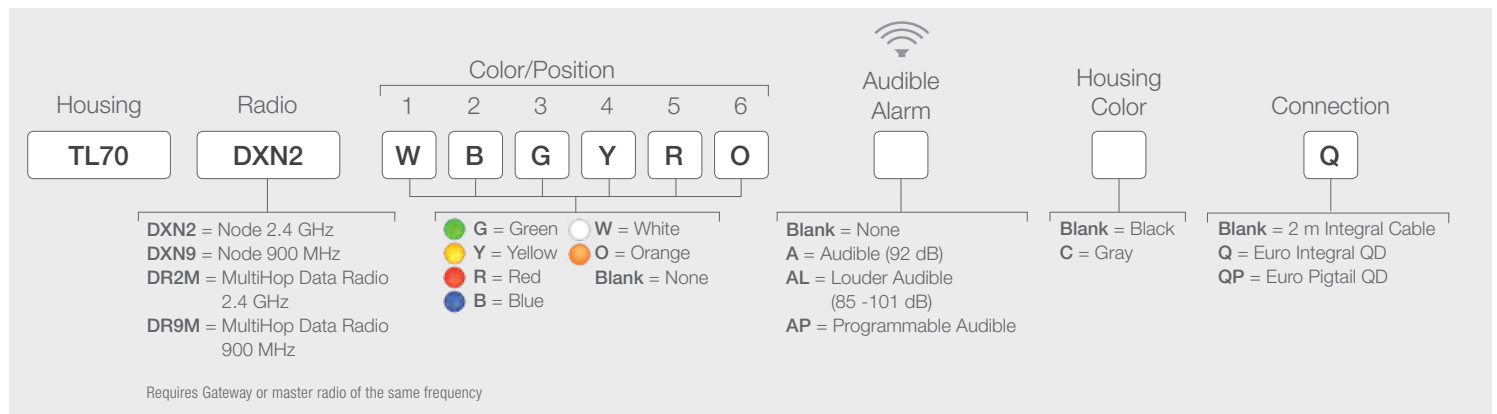 Color/Position
Housing Radio 1 2 3 4 5 6 Audible Alarm Housing Color Connection
TL70 DXN2 W B G Y R O Q
DXN2 = Node 2.4 GHz
DXN9 = Node 900 MHz
DR2M = MultiHop Data Radio
2.4 GHz
DR9M = MultiHop Data Radio
900 MHz
G = Green
Y = Yellow
R = Red
B = Blue
W = White
O = Orange
Blank = None
Blank = None
A = Audible (92 dB)
AL = Louder Audible
(85 -101 dB)
AP = Programmable Audible
Blank = Black
C = Gray
Blank = 2 m Integral Cable
Q = Euro Integral QD
QP = Euro Pigtail QD
Requires Gateway or master radio of the same frequency